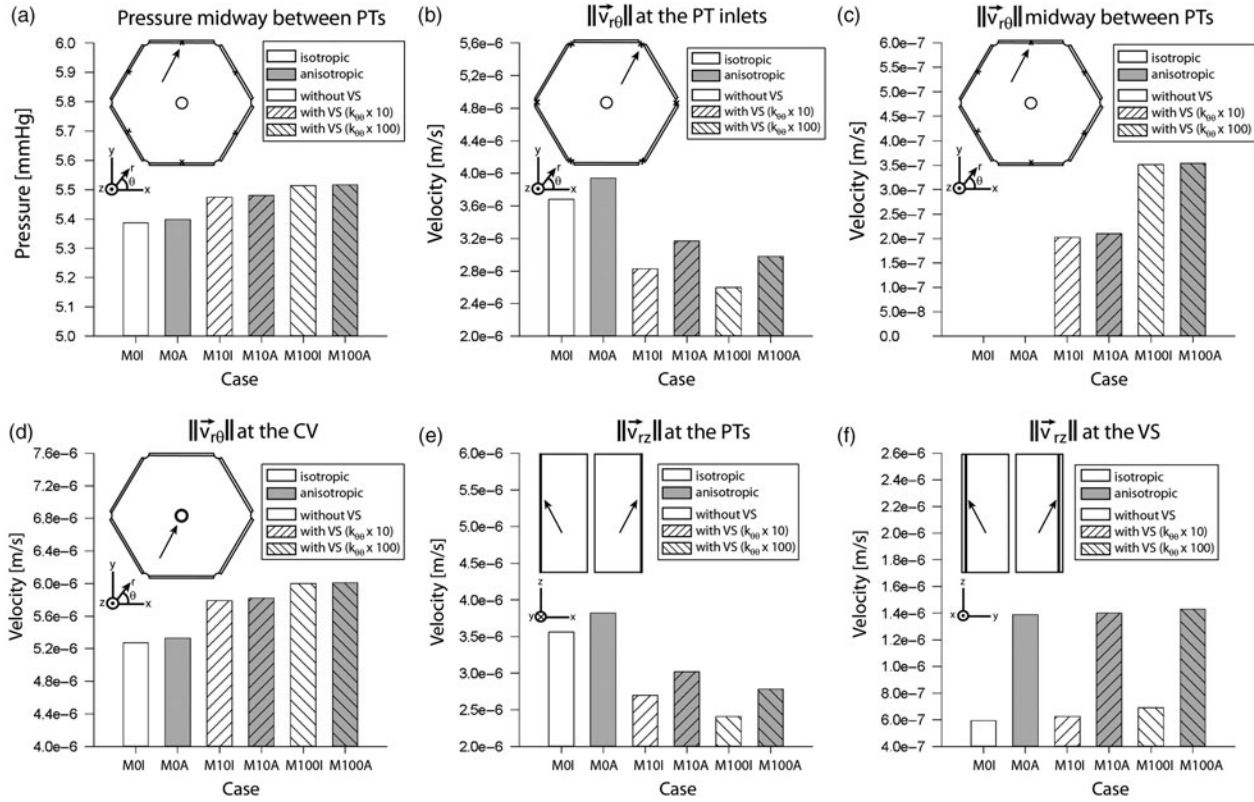 (a) Pressure midway between PTs
6.0
5.9
5.8
5.7
5.6
5.5
5.4
5.3
5.2
5.1
5.0
Pressure [mmHg]
isotropic
anisotropic
without VS
with VS (kθθ x 10)
with VS (kθθ x 100)
y
r
θ
z
x
M0I M0A M10I M10A M100I M100A
Case
(b) ||v⃗rθ|| at the PT inlets
5.6e–6
5.2e–6
4.8e–6
4.4e–6
4.0e–6
3.6e–6
3.2e–6
2.8e–6
2.4e–6
2.0e–6
Velocity [m/s]
isotropic
anisotropic
without VS
with VS (kθθ x 10)
with VS (kθθ x 100)
y
r
θ
z
x
M0I M0A M10I M10A M100I M100A
Case
(c) ||v⃗rθ|| midway between PTs
6.0e–7
5.5e–7
5.0e–7
4.5e–7
4.0e–7
3.5e–7
3.0e–7
2.5e–7
2.0e–7
1.5e–7
1.0e–7
5.0e–8
0.0
Velocity [m/s]
isotropic
anisotropic
without VS
with VS (kθθ x 10)
with VS (kθθ x 100)
y
r
θ
z
x
M0I M0A M10I M10A M100I M100A
Case
(d) ||v⃗rθ|| at the CV
7.6e–6
7.2e–6
6.8e–6
6.4e–6
6.0e–6
5.6e–6
5.2e–6
4.8e–6
4.4e–6
4.0e–6
Velocity [m/s]
isotropic
anisotropic
without VS
with VS (kθθ x 10)
with VS (kθθ x 100)
y
r
θ
z
x
M0I M0A M10I M10A M100I M100A
Case
(e) ||v⃗rz|| at the PTs
6.0e–6
5.5e–6
5.0e–6
4.5e–6
4.0e–6
3.5e–6
3.0e–6
2.5e–6
2.0e–6
Velocity [m/s]
isotropic
anisotropic
without VS
with VS (kθθ x 10)
with VS (kθθ x 100)
z
y
x
M0I M0A M10I M10A M100I M100A
Case
(f) ||v⃗rz|| at the VS
2.6e–6
2.4e–6
2.2e–6
2.0e–6
1.8e–6
1.6e–6
1.4e–6
1.2e–6
1.0e–6
8.0e–7
6.0e–7
4.0e–7
Velocity [m/s]
isotropic
anisotropic
without VS
with VS (kθθ x 10)
with VS (kθθ x 100)
z
x
y
M0I M0A M10I M10A M100I M100A
Case